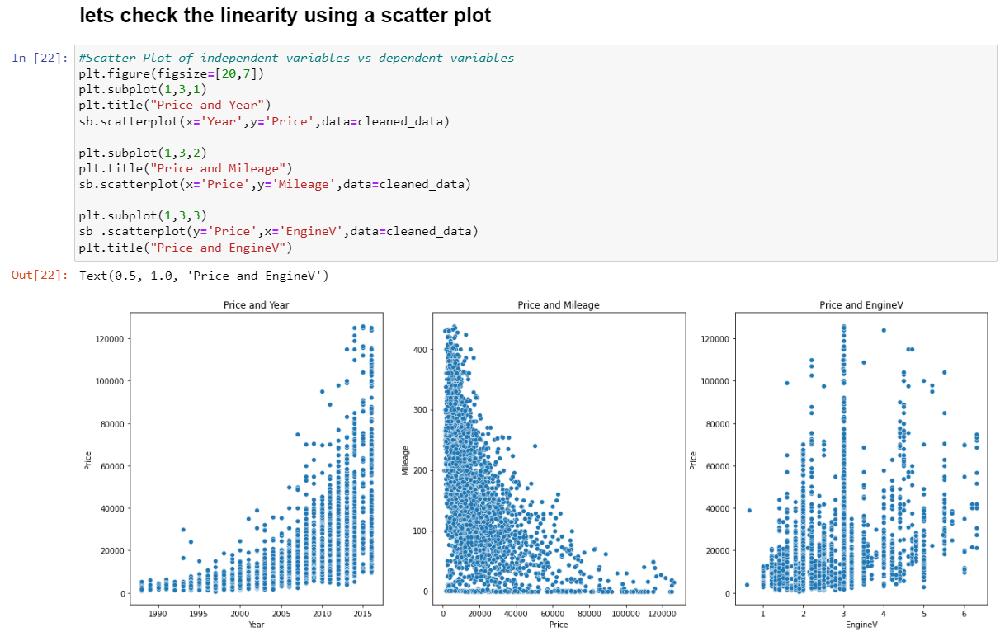 lets check the linearity using a scatter plot
In [22]:
#Scatter Plot of independent variables vs dependent variables
plt.figure(figsize=[20,7])
plt.subplot(1,3,1)
plt.title("Price and Year")
sb.scatterplot(x='Year',y='Price',data=cleaned_data)
plt.subplot(1,3,2)
plt.title("Price and Mileage")
sb.scatterplot(x='Price',y='Mileage',data=cleaned_data)
plt.subplot(1,3,3)
sb .scatterplot(y='Price',x='EngineV',data=cleaned_data)
plt.title("Price and EngineV")
Out[22]: Text(0.5, 1.0, 'Price and EngineV')
Price and Year
120000
100000
80000
60000
40000
20000
0
Price
1990 1995 2000 2005 2010 2015
Year
Price and Mileage
400
300
200
100
0
Mileage
0 20000 40000 60000 80000 100000 120000
Price
Price and EngineV
120000
100000
80000
60000
40000
20000
0
Price
1 2 3 4 5 6
EngineV